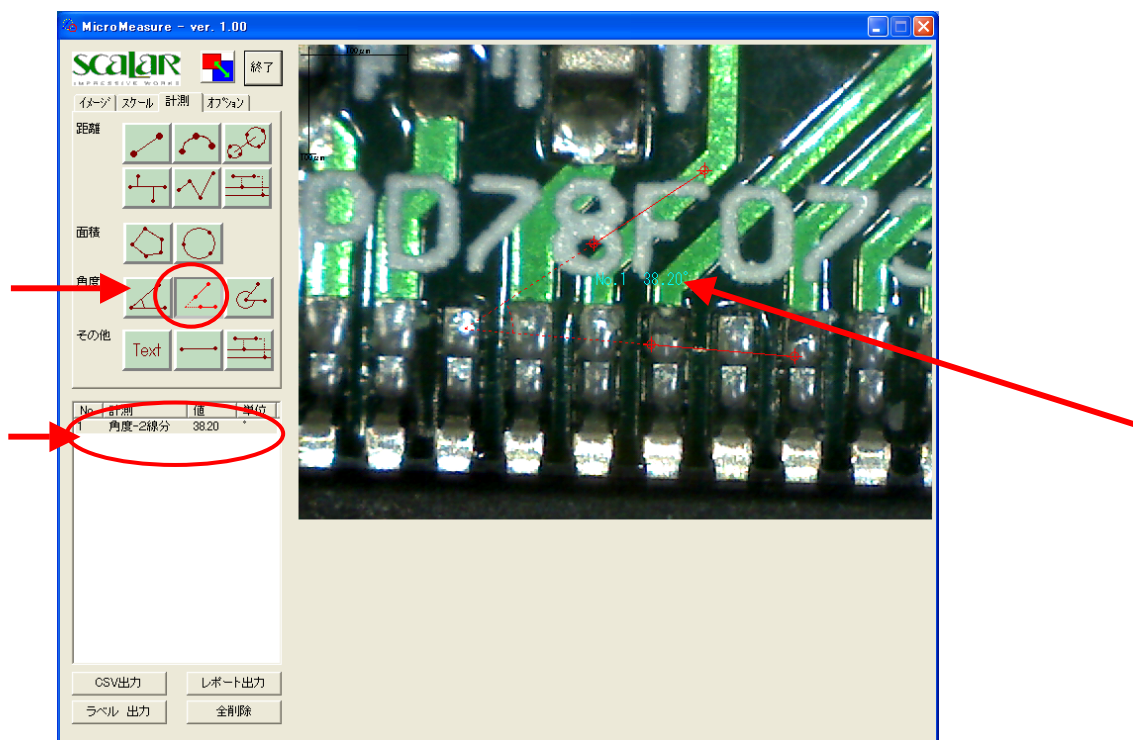 MicroMeasure - ver. 1.00
scalar
IMPRESSIVE WORKS
終了
イメージ スケール 計測 オプション
距離
面積
角度
その他
Text
No. 計測 値 単位
1 角度-2線分 38.20 °
CSV出力 レポート出力
ラベル 出力 全削除
100μm
PD78F073
No.1 38.20°